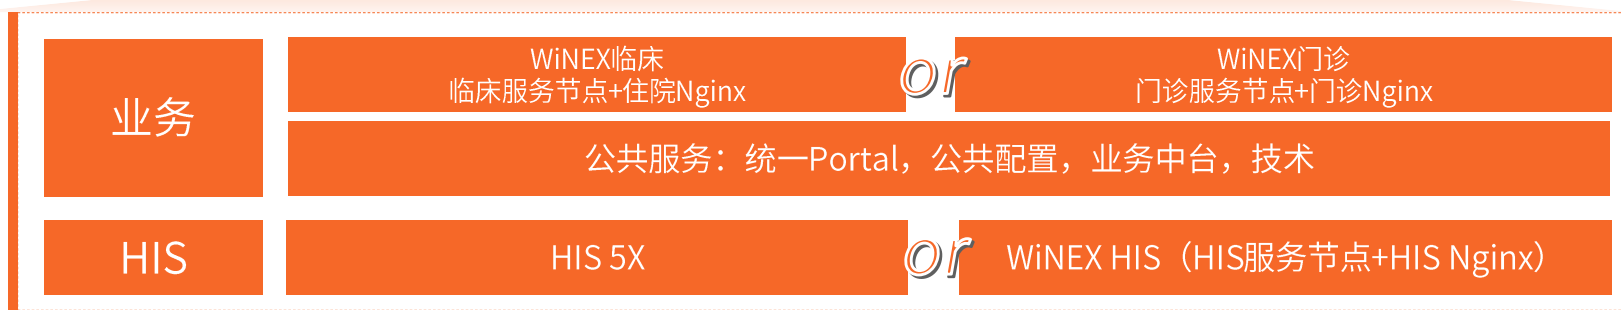 业务
WiNEX临床
临床服务节点+住院Nginx
or
WiNEX门诊
门诊服务节点+门诊Nginx
公共服务：统一Portal，公共配置，业务中台，技术
HIS
HIS 5X
or
WiNEX HIS（HIS服务节点+HIS Nginx）